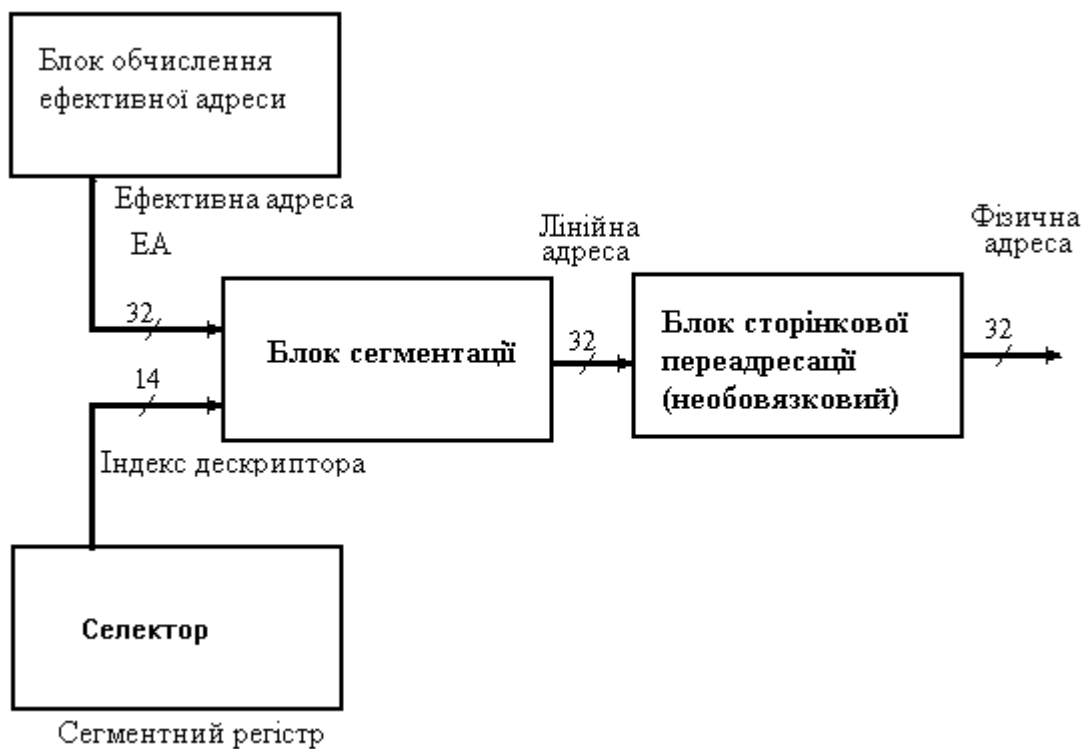 Блок обчислення
ефективної адреси
Ефективна адреса
ЕА
Лінійна
адреса
Фізична
адреса
32
14
Блок сегментації
32
Блок сторінкової
переадресації
(необовязковий)
32
Індекс дескриптора
Селектор
Сегментний регістр